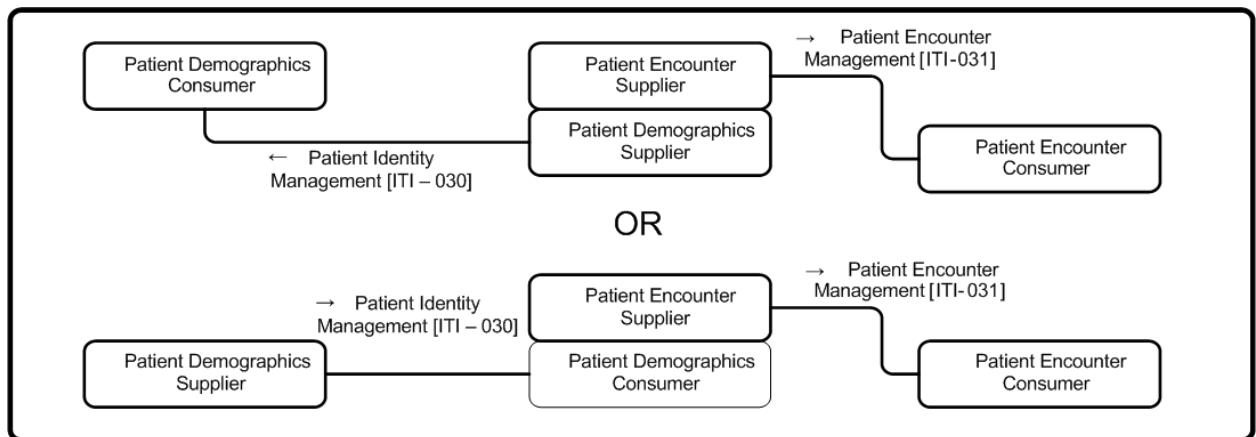 → Patient Encounter
Management [ITI-031]
Patient Demographics
Consumer
Patient Encounter
Supplier
Patient Demographics
Supplier
← Patient Identity
Management [ITI – 030]
Patient Encounter
Consumer
OR
→ Patient Encounter
Management [ITI-031]
→ Patient Identity
Management [ITI – 030]
Patient Encounter
Supplier
Patient Demographics
Supplier
Patient Demographics
Consumer
Patient Encounter
Consumer